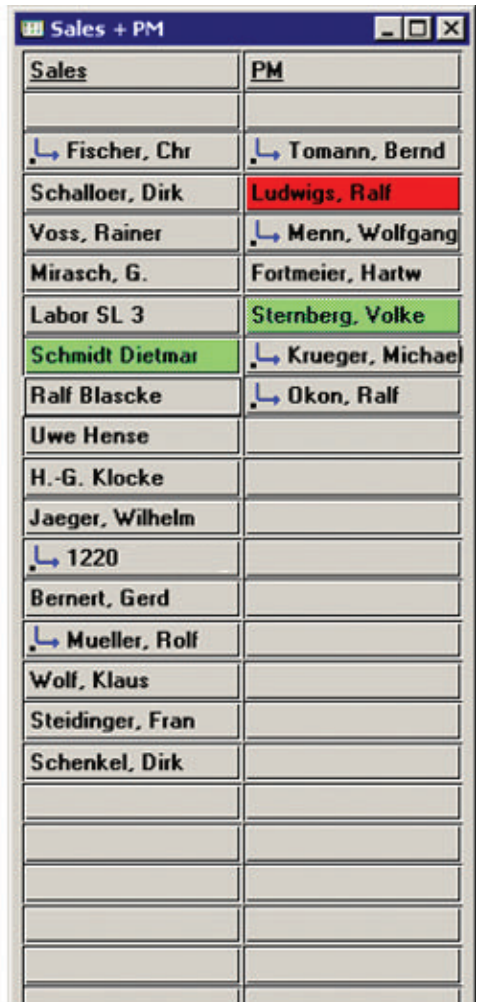 Sales + PM
Sales PM
Fischer, Chr Tomann, Bernd
Schalloer, Dirk Ludwigs, Ralf
Voss, Rainer Menn, Wolfgang
Mirasch, G. Fortmeier, Hartw
Labor SL 3 Sternberg, Volke
Schmidt Dietmar Krueger, Michael
Ralf Blascke Okon, Ralf
Uwe Hense
H.-G. Klocke
Jaeger, Wilhelm
1220
Bernert, Gerd
Mueller, Rolf
Wolf, Klaus
Steidinger, Fran
Schenkel, Dirk